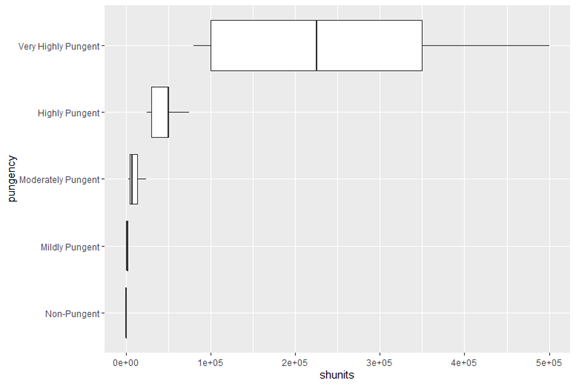 Very Highly Pungent
Highly Pungent
Moderately Pungent
Mildly Pungent
Non-Pungent
pungency
0e+00 1e+05 2e+05 3e+05 4e+05 5e+05
shunits